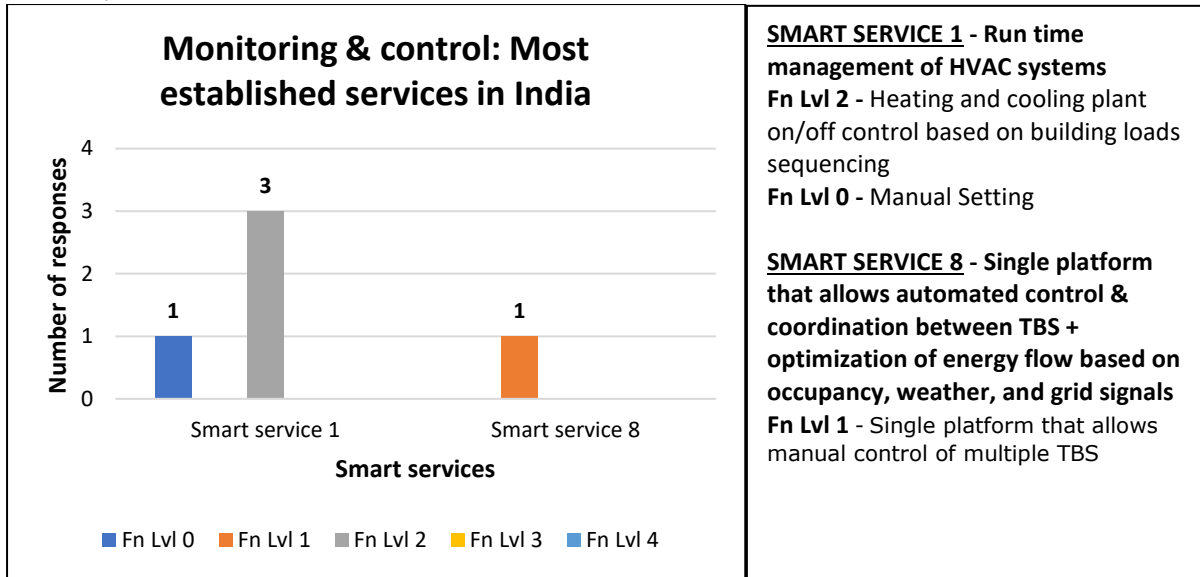 Monitoring & control: Most
established services in India
Number of responses
4
3
2
1
0
1
3
1
Smart service 1
Smart service 8
Smart services
Fn Lvl 0
Fn Lvl 1
Fn Lvl 2
Fn Lvl 3
Fn Lvl 4
SMART SERVICE 1 - Run time
management of HVAC systems
Fn Lvl 2 - Heating and cooling plant
on/off control based on building loads
sequencing
Fn Lvl 0 - Manual Setting
SMART SERVICE 8 - Single platform
that allows automated control &
coordination between TBS +
optimization of energy flow based on
occupancy, weather, and grid signals
Fn Lvl 1 - Single platform that allows
manual control of multiple TBS